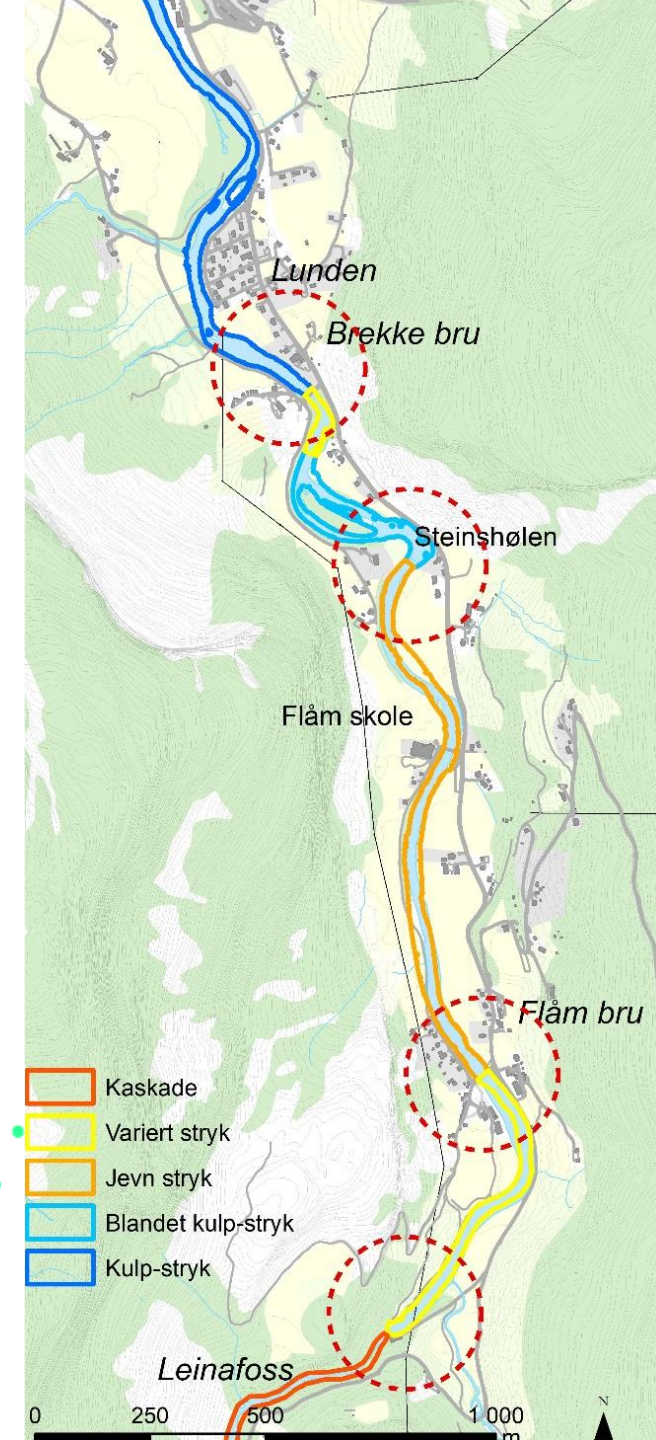 Lunden
Brekke bru
Steinshølen
Flåm skole
Flåm bru
Kaskade
Variert stryk
Jevn stryk
Blandet kulp-stryk
Kulp-stryk
Leinafoss
0 250 500 1 000
m
N